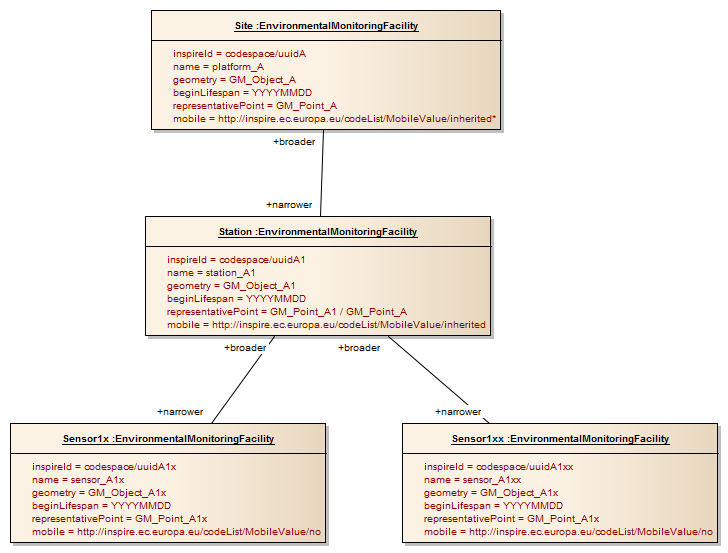 Site :EnvironmentalMonitoringFacility
inspireId = codespace/uuidA
name = platform_A
geometry = GM_Object_A
beginLifespan = YYYYMMDD
representativePoint = GM_Point_A
mobile = http://inspire.ec.europa.eu/codeList/MobileValue/inherited*
+broader
+narrower
Station :EnvironmentalMonitoringFacility
inspireId = codespace/uuidA1
name = station_A1
geometry = GM_Object_A1
beginLifespan = YYYYMMDD
representativePoint = GM_Point_A1 / GM_Point_A
mobile = http://inspire.ec.europa.eu/codeList/MobileValue/inherited
+broader
+broader
+narrower
+narrower
Sensor1x :EnvironmentalMonitoringFacility
inspireId = codespace/uuidA1x
name = sensor_A1x
geometry = GM_Object_A1x
beginLifespan = YYYYMMDD
representativePoint = GM_Point_A1x
mobile = http://inspire.ec.europa.eu/codeList/MobileValue/no
Sensor1xx :EnvironmentalMonitoringFacility
inspireId = codespace/uuidA1xx
name = sensor_A1xx
geometry = GM_Object_A1x
beginLifespan = YYYYMMDD
representativePoint = GM_Point_A1x
mobile = http://inspire.ec.europa.eu/codeList/MobileValue/no